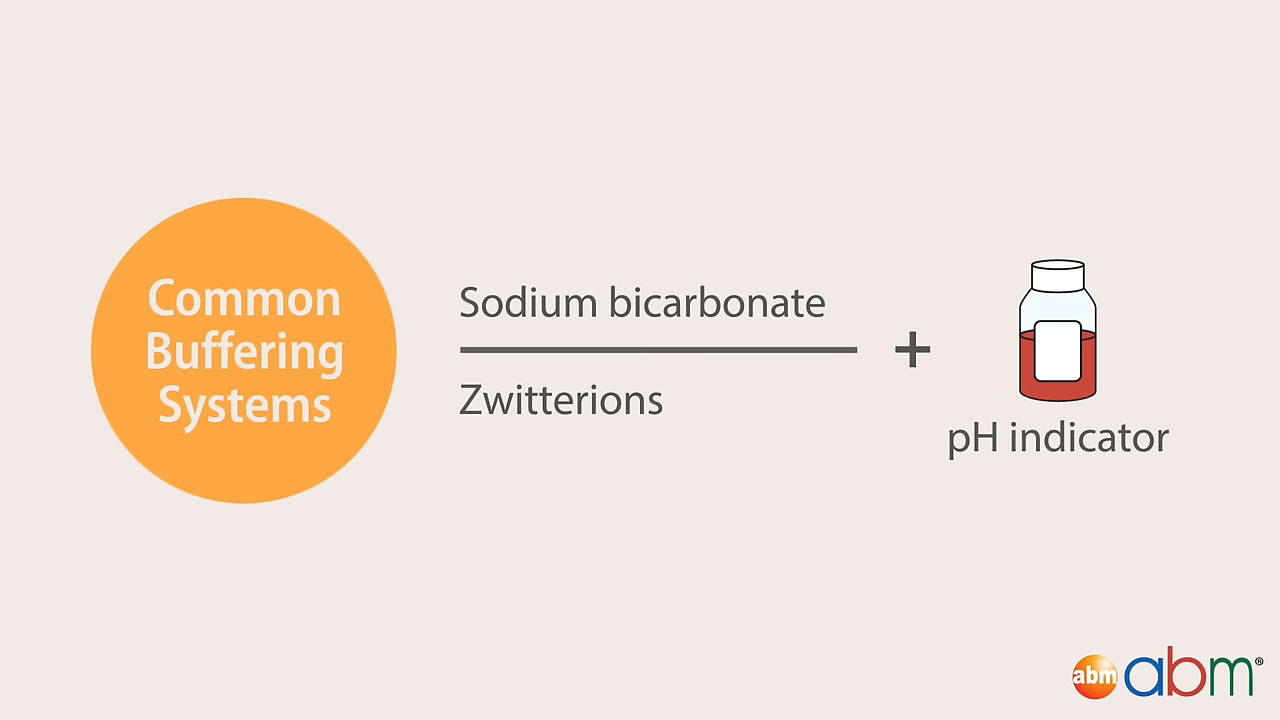 Common
Buffering
Systems
Sodium bicarbonate
Zwitterions
+
pH indicator
abm abm®